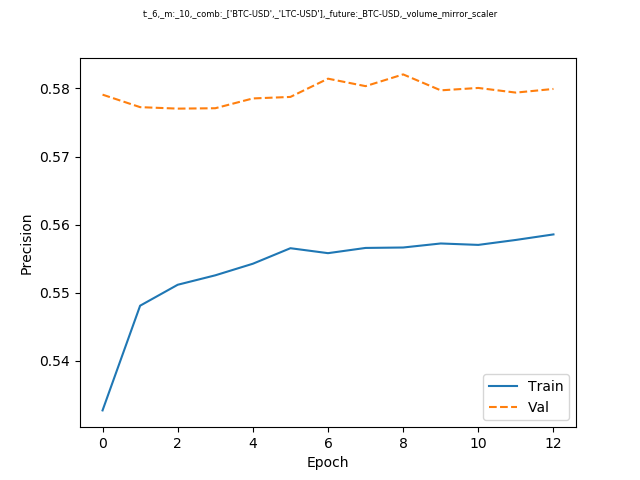 t:_6,_m:_10,_comb:_['BTC-USD',_'LTC-USD'],_future:_BTC-USD,_volume_mirror_scaler
0.58
0.57
0.56
0.55
0.54
Precision
Train
Val
0 2 4 6 8 10 12
Epoch